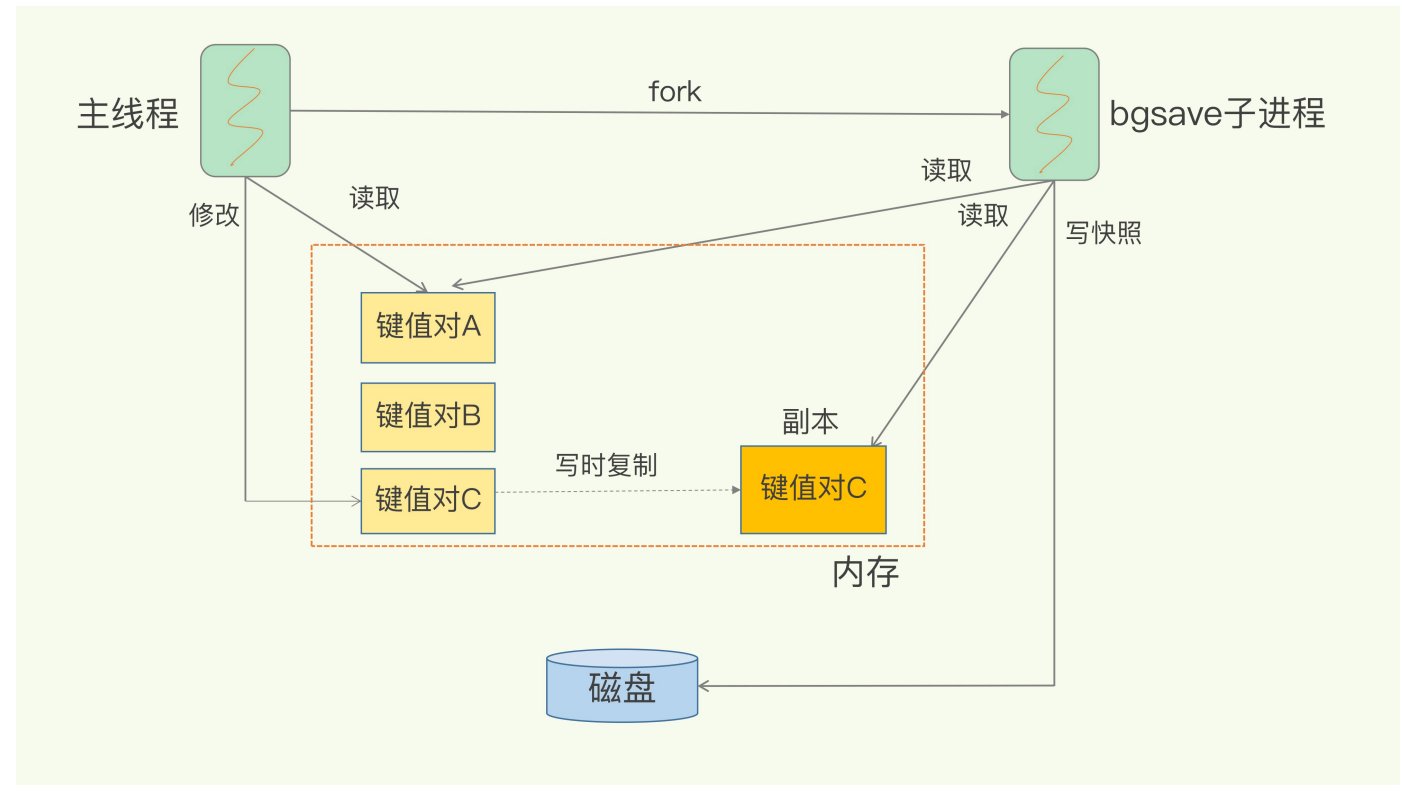 fork
主线程
bgsave子进程
读取
读取
修改
读取
写快照
键值对A
键值对B
副本
写时复制
键值对C
键值对C
内存
磁盘